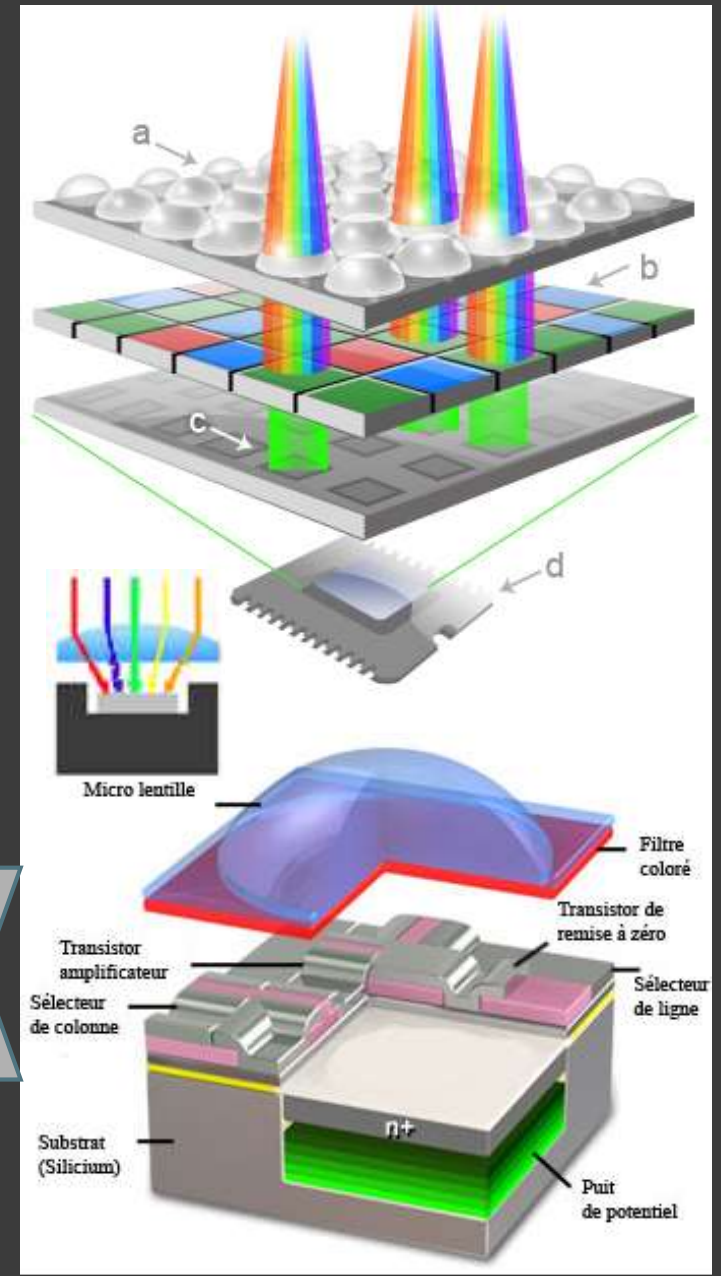 a
b
c
d
Micro lentille
Filtre
coloré
Transistor de
remise à zéro
Transistor
amplificateur
Sélecteur
de ligne
Sélecteur
de colonne
n+
Substrat
(Silicium)
Puit
de potentiel